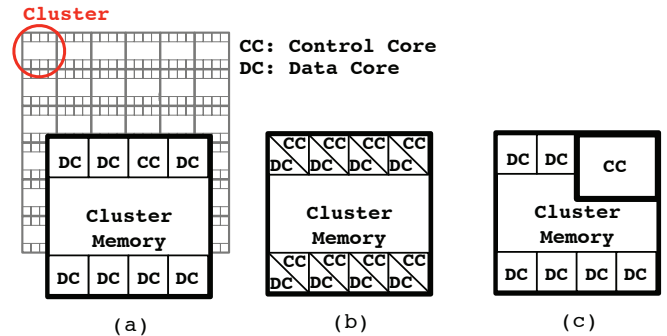 Cluster
CC: Control Core
DC: Data Core
DC DC CC DC
Cluster
Memory
DC DC DC DC
(a)
CC CC CC CC
DC DC DC DC
Cluster
Memory
CC CC CC CC
DC DC DC DC
(b)
DC DC CC
Cluster
Memory
DC DC DC DC
(c)